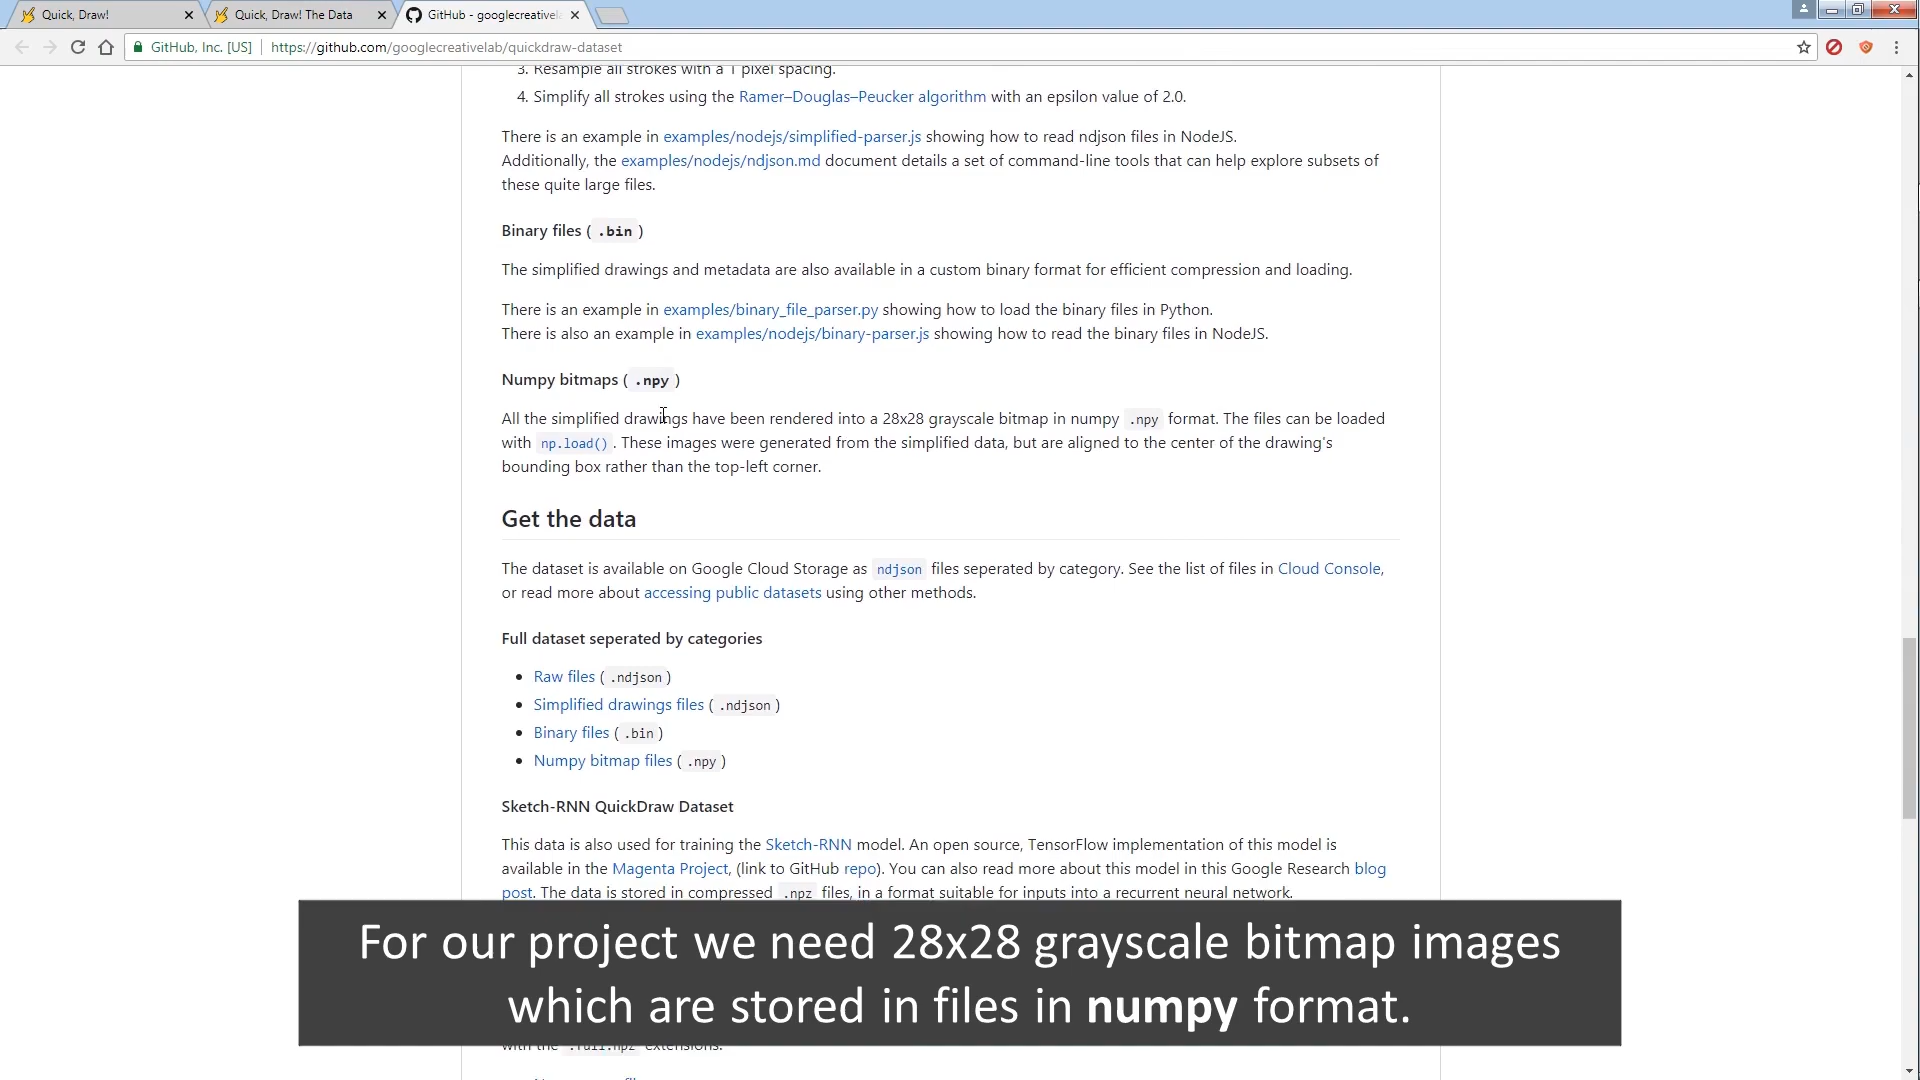 Quick, Draw!
Quick, Draw! The Data
GitHub - googlecreativel
GitHub, Inc. [US]
https://github.com/googlecreativelab/quickdraw-dataset
3. Resample all strokes with a 1 pixel spacing.
4. Simplify all strokes using the Ramer–Douglas–Peucker algorithm with an epsilon value of 2.0.
There is an example in examples/nodejs/simplified-parser.js showing how to read ndjson files in NodeJS.
Additionally, the examples/nodejs/ndjson.md document details a set of command-line tools that can help explore subsets of
these quite large files.
Binary files ( .bin )
The simplified drawings and metadata are also available in a custom binary format for efficient compression and loading.
There is an example in examples/binary_file_parser.py showing how to load the binary files in Python.
There is also an example in examples/nodejs/binary-parser.js showing how to read the binary files in NodeJS.
Numpy bitmaps ( .npy )
All the simplified drawings have been rendered into a 28x28 grayscale bitmap in numpy .npy format. The files can be loaded
with np.load() . These images were generated from the simplified data, but are aligned to the center of the drawing's
bounding box rather than the top-left corner.
Get the data
The dataset is available on Google Cloud Storage as ndjson files seperated by category. See the list of files in Cloud Console,
or read more about accessing public datasets using other methods.
Full dataset seperated by categories
• Raw files ( .ndjson )
• Simplified drawings files ( .ndjson )
• Binary files ( .bin )
• Numpy bitmap files ( .npy )
Sketch-RNN QuickDraw Dataset
This data is also used for training the Sketch-RNN model. An open source, TensorFlow implementation of this model is
available in the Magenta Project, (link to GitHub repo). You can also read more about this model in this Google Research blog
post. The data is stored in compressed .npz files, in a format suitable for inputs into a recurrent neural network.
For our project we need 28x28 grayscale bitmap images
which are stored in files in numpy format.
with the .full.npz extensions.